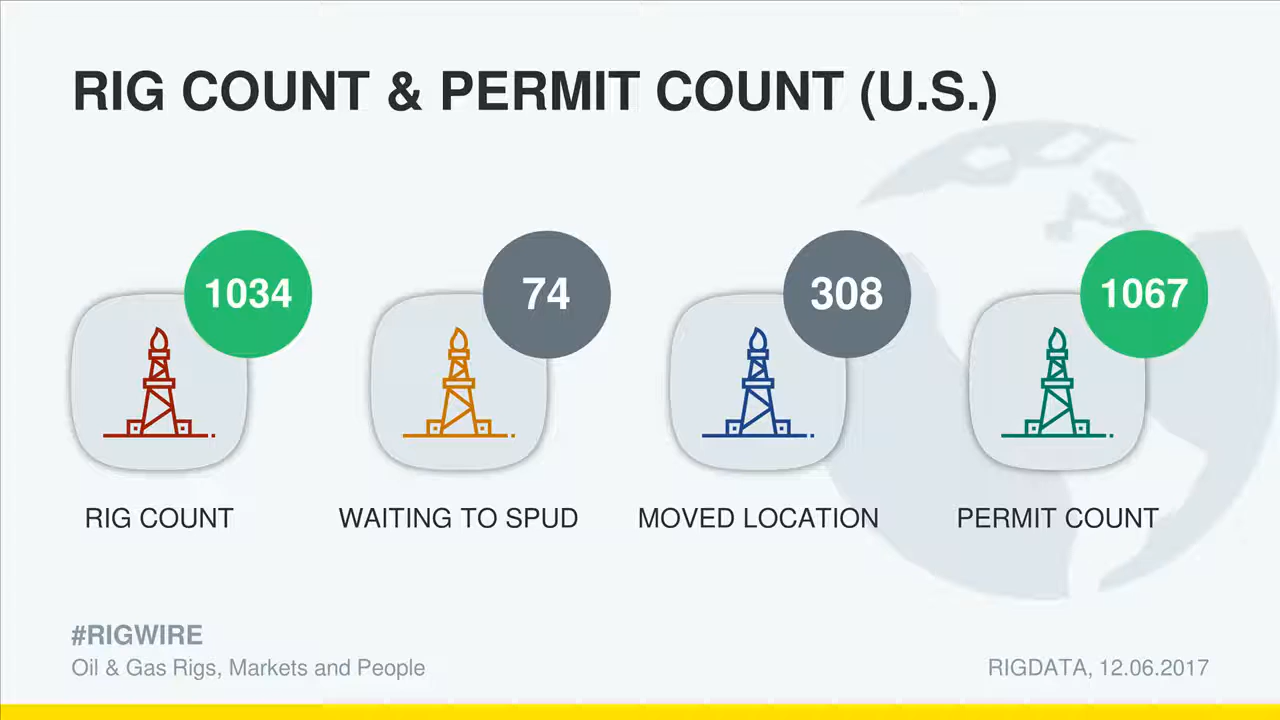 RIG COUNT & PERMIT COUNT (U.S.)
1034
74
308
1067
RIG COUNT
WAITING TO SPUD
MOVED LOCATION
PERMIT COUNT
#RIGWIRE
Oil & Gas Rigs, Markets and People
RIGDATA, 12.06.2017